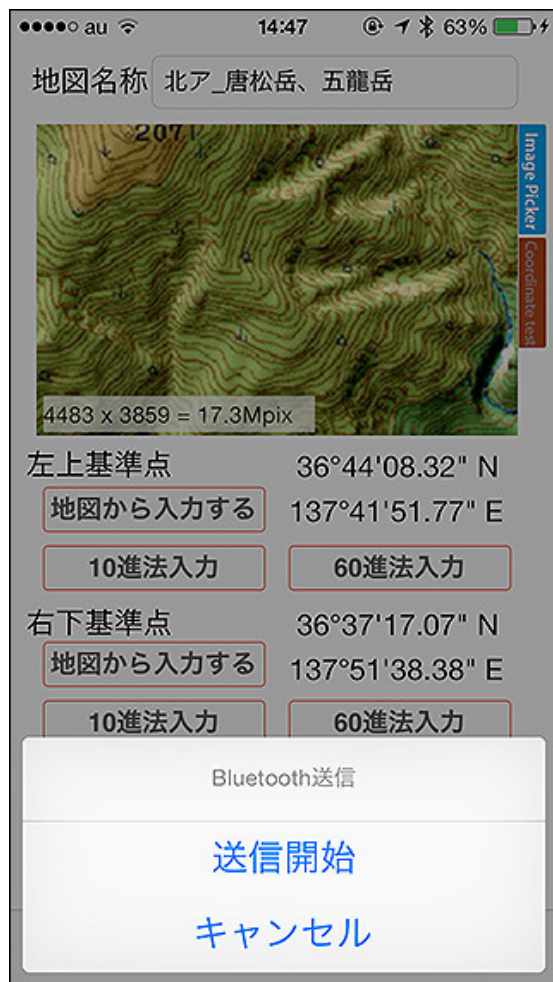 au 14:47 63%
地図名称 北ア_唐松岳、五龍岳
2071
Image Picker
Coordinate test
4483 x 3859 = 17.3Mpix
左上基準点 36°44'08.32" N
地図から入力する 137°41'51.77" E
10進法入力 60進法入力
右下基準点 36°37'17.07" N
地図から入力する 137°51'38.38" E
10進法入力 60進法入力
Bluetooth送信
送信開始
キャンセル